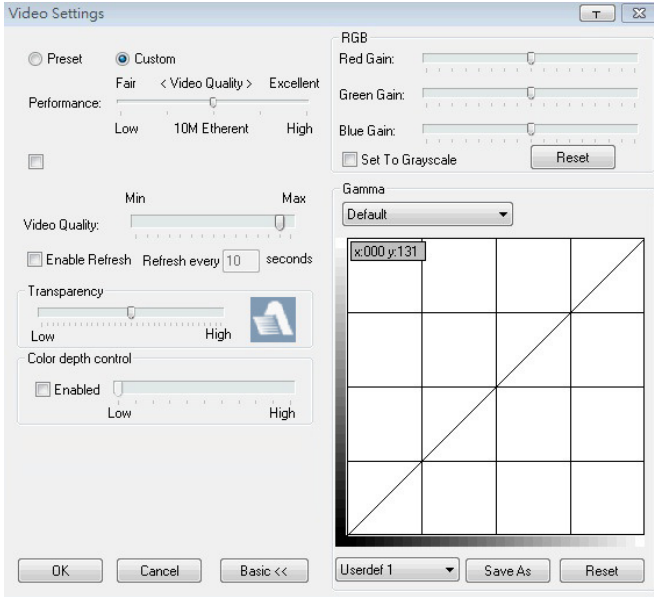 Video Settings
T
Preset
Custom
Fair < Video Quality > Excellent
Performance:
Low 10M Etherent High
Min Max
Video Quality:
Enable Refresh Refresh every 10 seconds
Transparency
Low High
Color depth control
Enabled
Low High
OK
Cancel
Basic <<
RGB
Red Gain:
Green Gain:
Blue Gain:
Set To Grayscale
Reset
Gamma
Default
x:000 y:131
Userdef 1
Save As
Reset